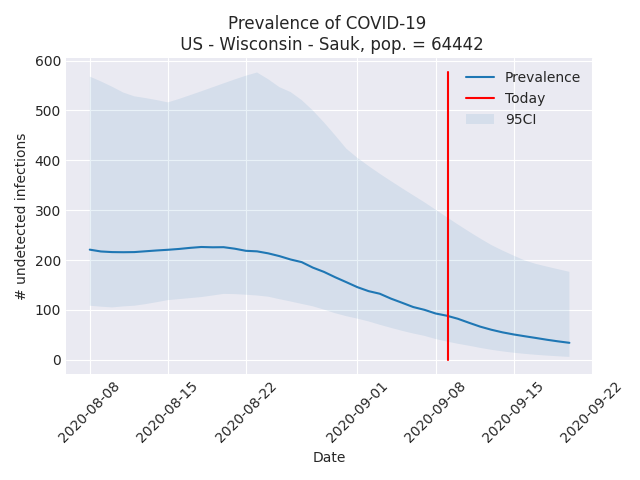 Prevalence of COVID-19
US - Wisconsin - Sauk, pop. = 64442
600
500
400
300
200
100
0
# undetected infections
Prevalence
Today
95CI
2020-08-08
2020-08-15
2020-08-22
2020-09-01
2020-09-08
2020-09-15
2020-09-22
Date